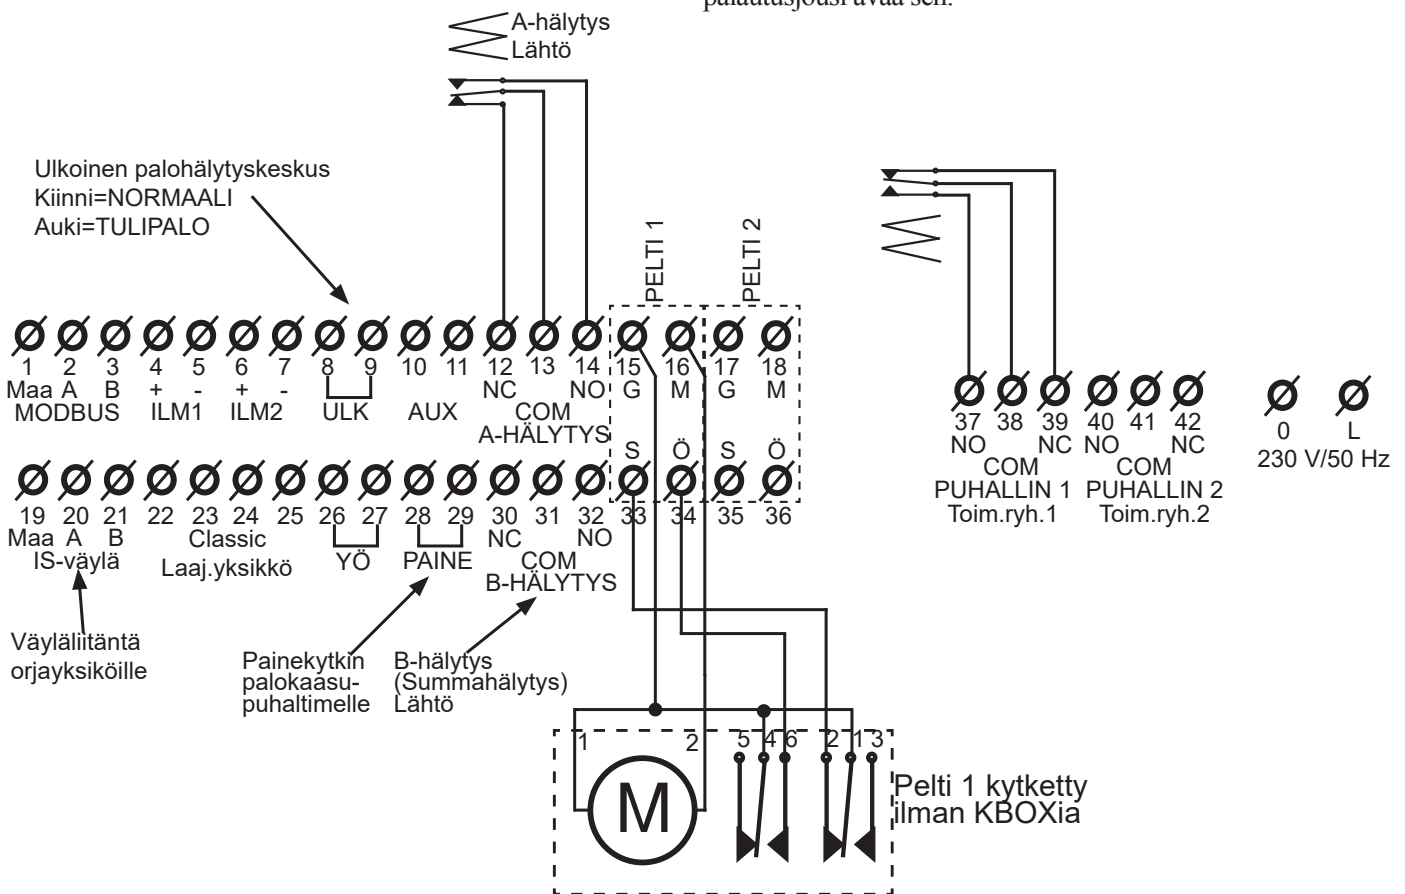 palautusjousi avaa sen.
A-hälytys
Lähtö
Ulkoinen palohälytyskeskus
Kiinni=NORMAALI
Auki=TULIPALO
PELTI 1
PELTI 2
1 2 3 4 5 6 7 8 9 10 11 12 13 14 15 16 17 18
Maa A B + - + - NC NO G M G M
MODBUS ILM1 ILM2 ULK AUX COM
A-HÄLYTYS
S Ö S Ö
37 38 39 40 41 42
NO NC NO NC
COM COM
PUHALLIN 1 PUHALLIN 2
Toim.ryh.1 Toim.ryh.2
0 L
230 V/50 Hz
19 20 21 22 23 24 25 26 27 28 29 30 31 32 33 34 35 36
Maa A B Classic NC NO
IS-väylä Laaj.yksikkö YÖ PAINE COM
B-HÄLYTYS
Väyläliitäntä
orjayksiköille
Painekytkin
palokaasu-
puhaltimelle
B-hälytys
(Summahälytys)
Lähtö
1 2 5 4 6 2 1 3
M
Pelti 1 kytketty
ilman KBOXia